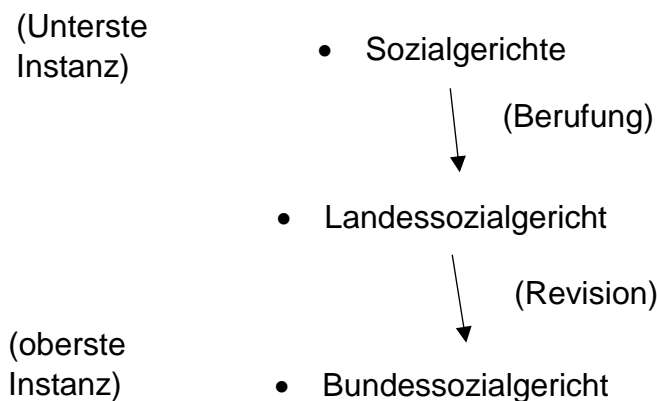 (Unterste
Instanz)
• Sozialgerichte
(Berufung)
• Landessozialgericht
(Revision)
(oberste
Instanz)
• Bundessozialgericht